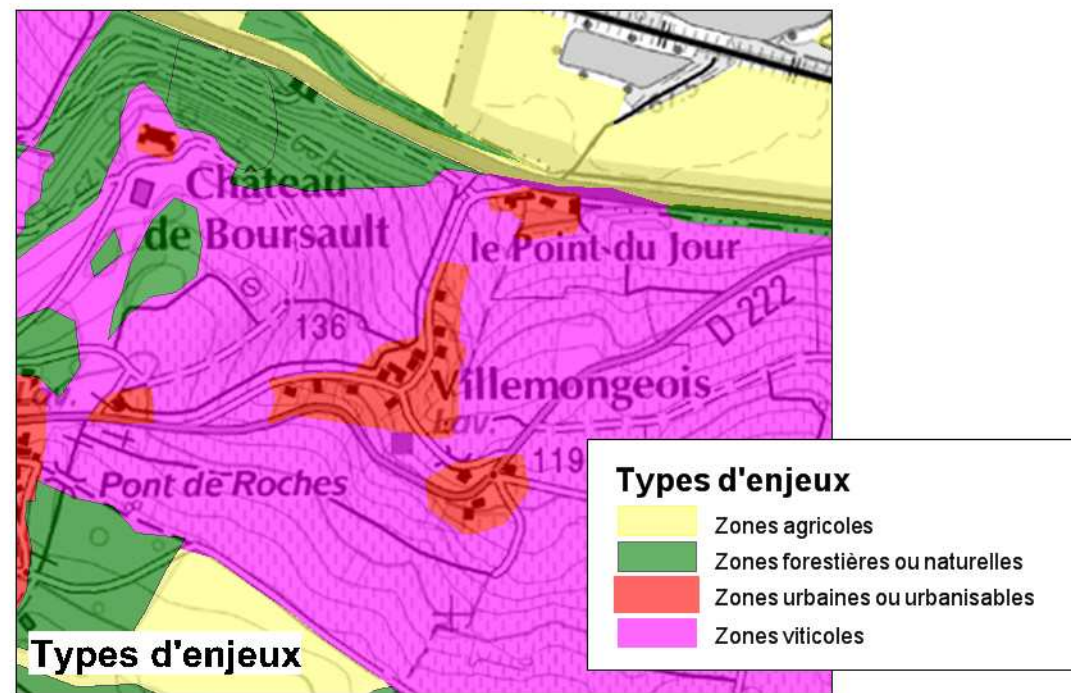 Château
de Boursault
le Point du Jour
D 222
136
Villemongeois
Lav.
Lav.
119
Pont de Roches
Types d'enjeux
Types d'enjeux
Zones agricoles
Zones forestières ou naturelles
Zones urbaines ou urbanisables
Zones viticoles